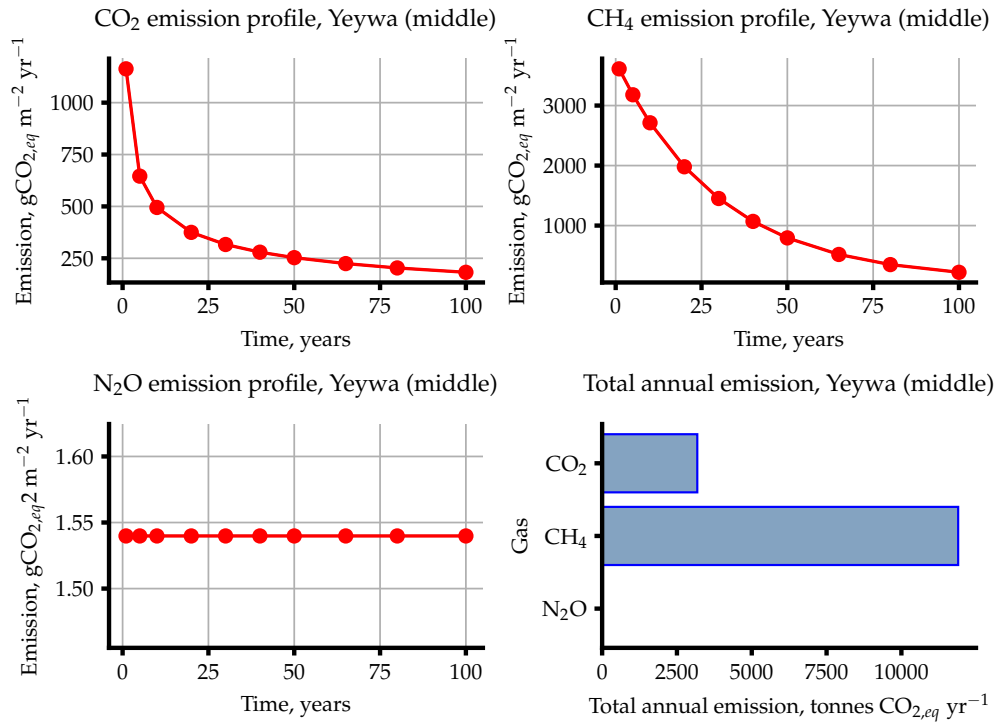 CO₂ emission profile, Yeywa (middle)
Emission, gCO₂,eq m⁻² yr⁻¹
1000
750
500
250
0 25 50 75 100
Time, years
CH₄ emission profile, Yeywa (middle)
Emission, gCO₂,eq m⁻² yr⁻¹
3000
2000
1000
0 25 50 75 100
Time, years
N₂O emission profile, Yeywa (middle)
Emission, gCO₂,eq2 m⁻² yr⁻¹
1.60
1.55
1.50
0 25 50 75 100
Time, years
Total annual emission, Yeywa (middle)
Gas
CO₂
CH₄
N₂O
0 2500 5000 7500 10000
Total annual emission, tonnes CO₂,eq yr⁻¹